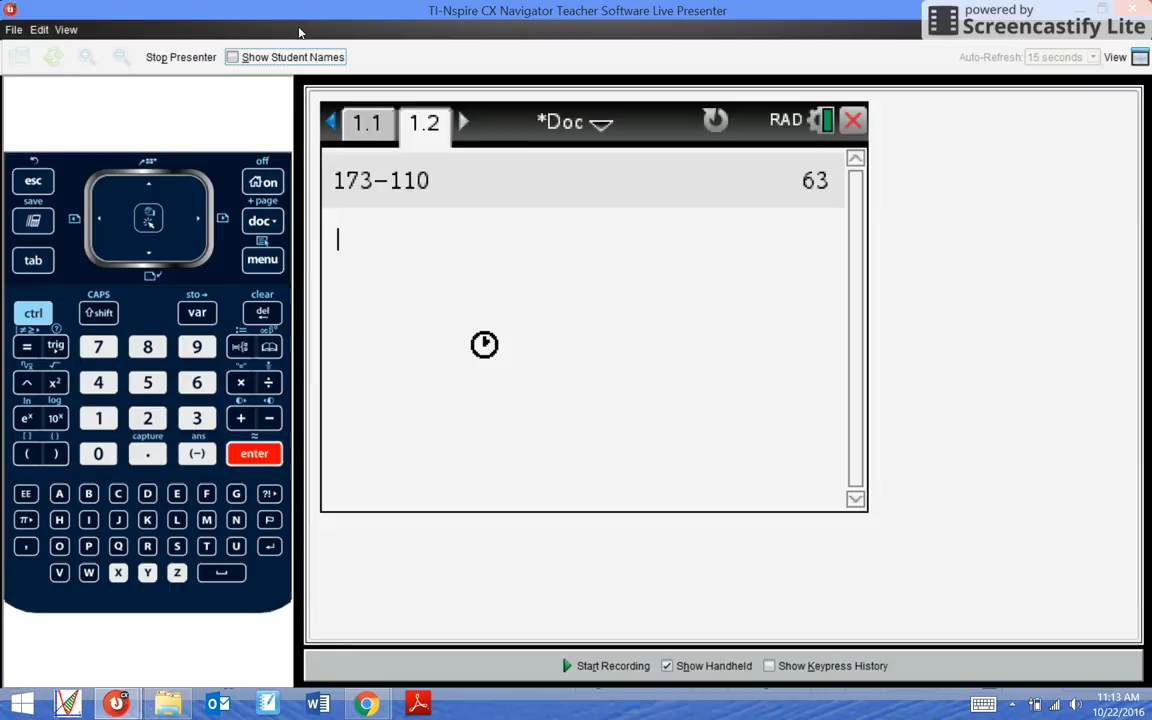 TI-Nspire CX Navigator Teacher Software Live Presenter
powered by
Screencastify Lite
File Edit View
Stop Presenter Show Student Names Auto-Refresh: 15 seconds View
1.1 1.2 *Doc RAD
173-110 63
off
esc on
save + page
doc
tab menu
CAPS sto→ clear
ctrl shift var del
= trig 7 8 9
^ x² 4 5 6 × ÷
ln log
eˣ 10ˣ 1 2 3 + −
[ ] { } capture ans ≈
( ) 0 . (−) enter
EE A B C D E F G ?!
π H I J K L M N
, O P Q R S T U
V W X Y Z
Start Recording Show Handheld Show Keypress History
11:13 AM
10/22/2016